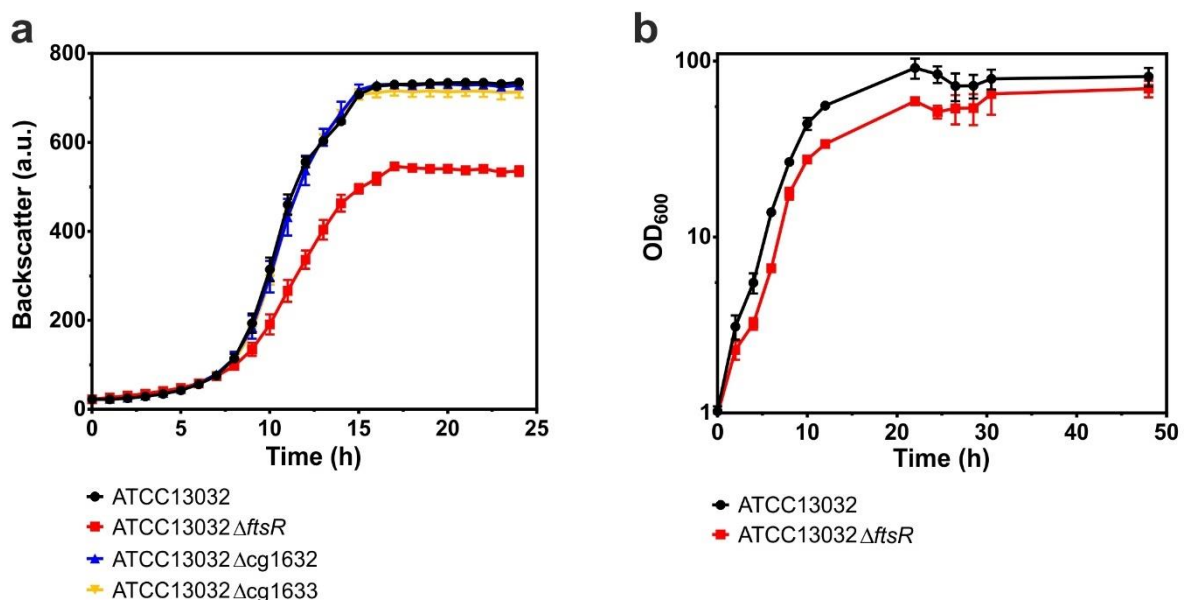 a
Backscatter (a.u.)
800
600
400
200
0
0 5 10 15 20 25
Time (h)
ATCC13032
ATCC13032ΔftsR
ATCC13032Δcg1632
ATCC13032Δcg1633
b
OD600
100
10
1
0 10 20 30 40 50
Time (h)
ATCC13032
ATCC13032ΔftsR